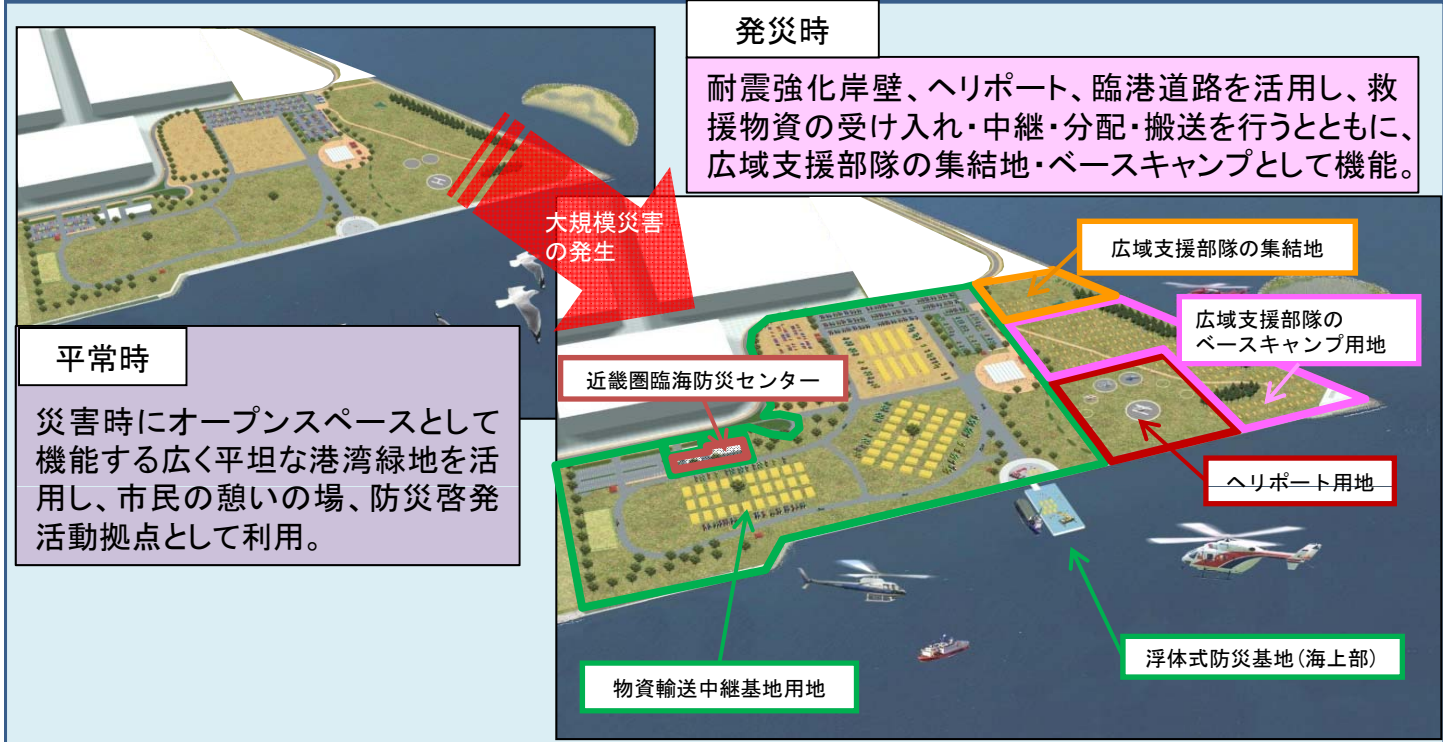 発災時
耐震強化岸壁、ヘリポート、臨港道路を活用し、救
援物資の受け入れ・中継・分配・搬送を行うとともに、
広域支援部隊の集結地・ベースキャンプとして機能。
大規模災害
の発生
平常時
災害時にオープンスペースとして
機能する広く平坦な港湾緑地を活
用し、市民の憩いの場、防災啓発
活動拠点として利用。
広域支援部隊の集結地
広域支援部隊の
ベースキャンプ用地
近畿圏臨海防災センター
ヘリポート用地
浮体式防災基地(海上部)
物資輸送中継基地用地
H
H